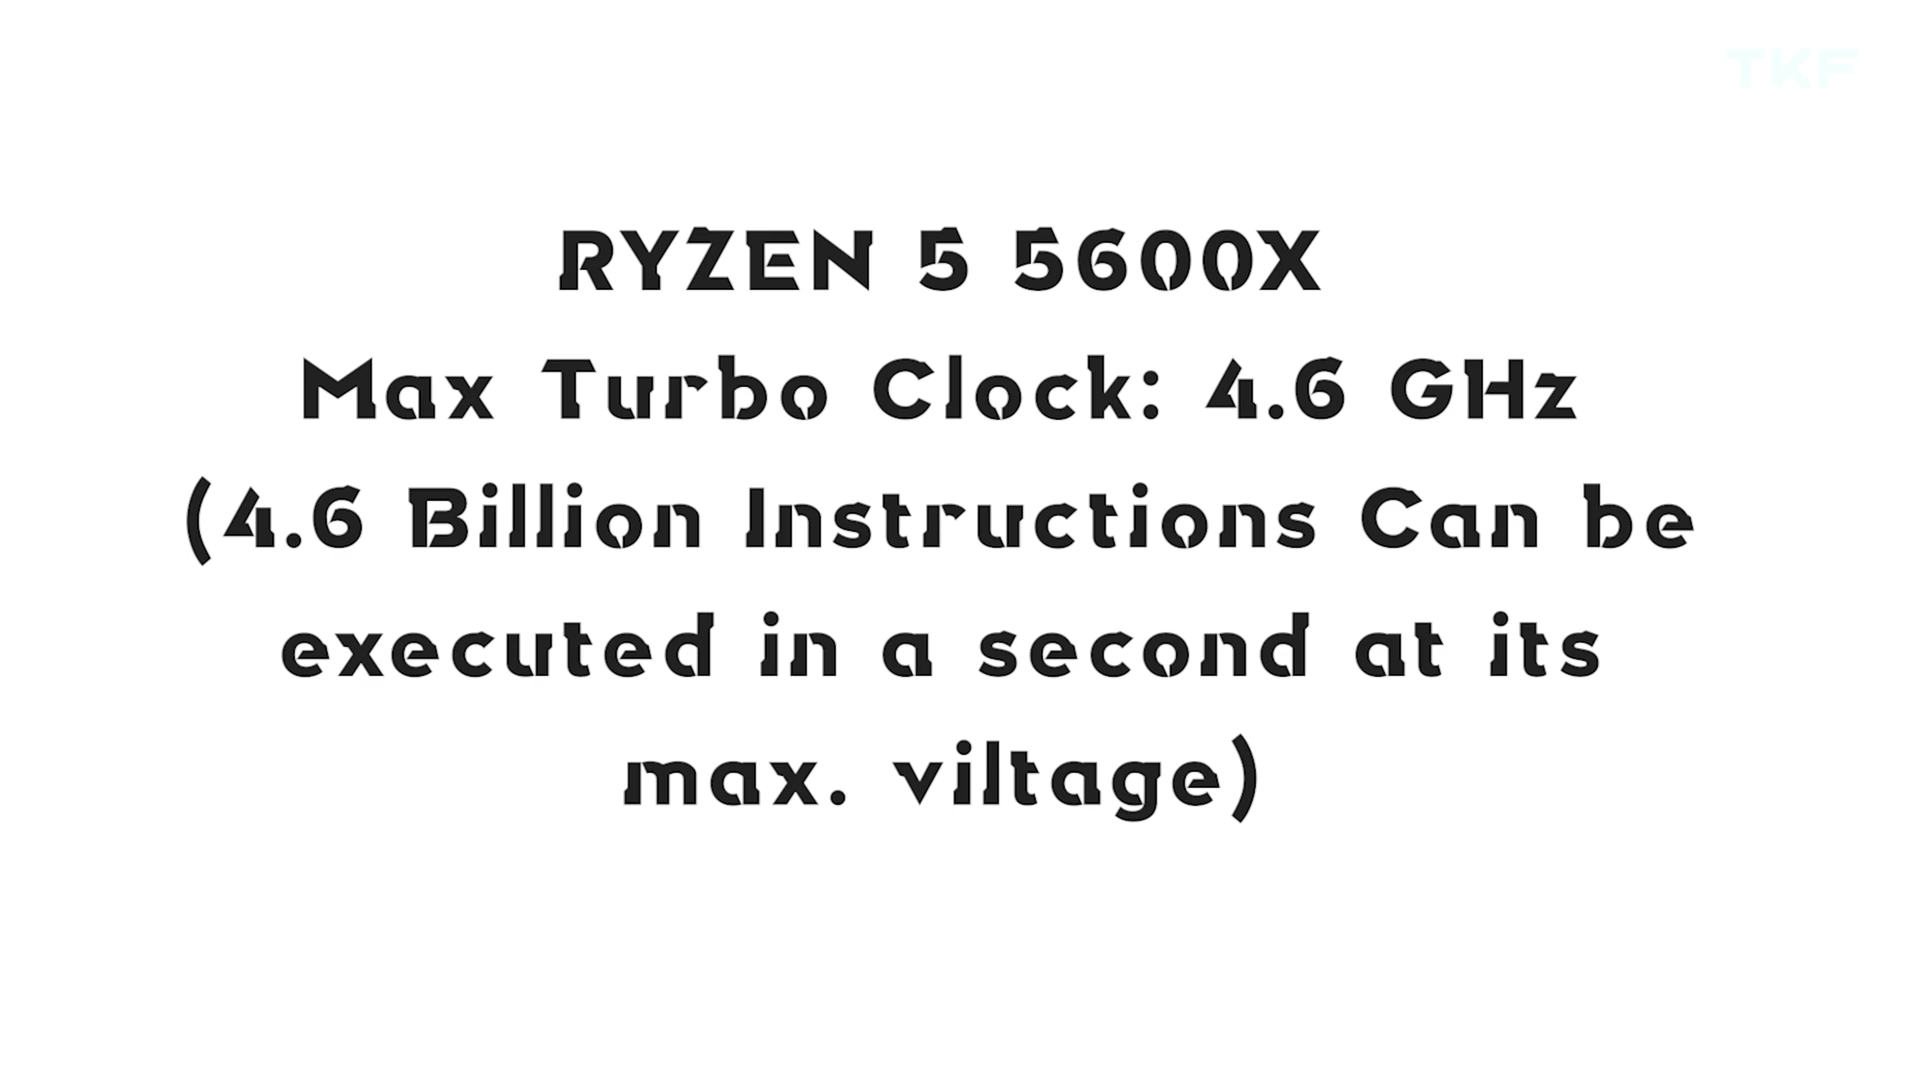 TKF
RYZEN 5 5600X
Max Turbo Clock: 4.6 GHz
(4.6 Billion Instructions Can be
executed in a second at its
max. viltage)